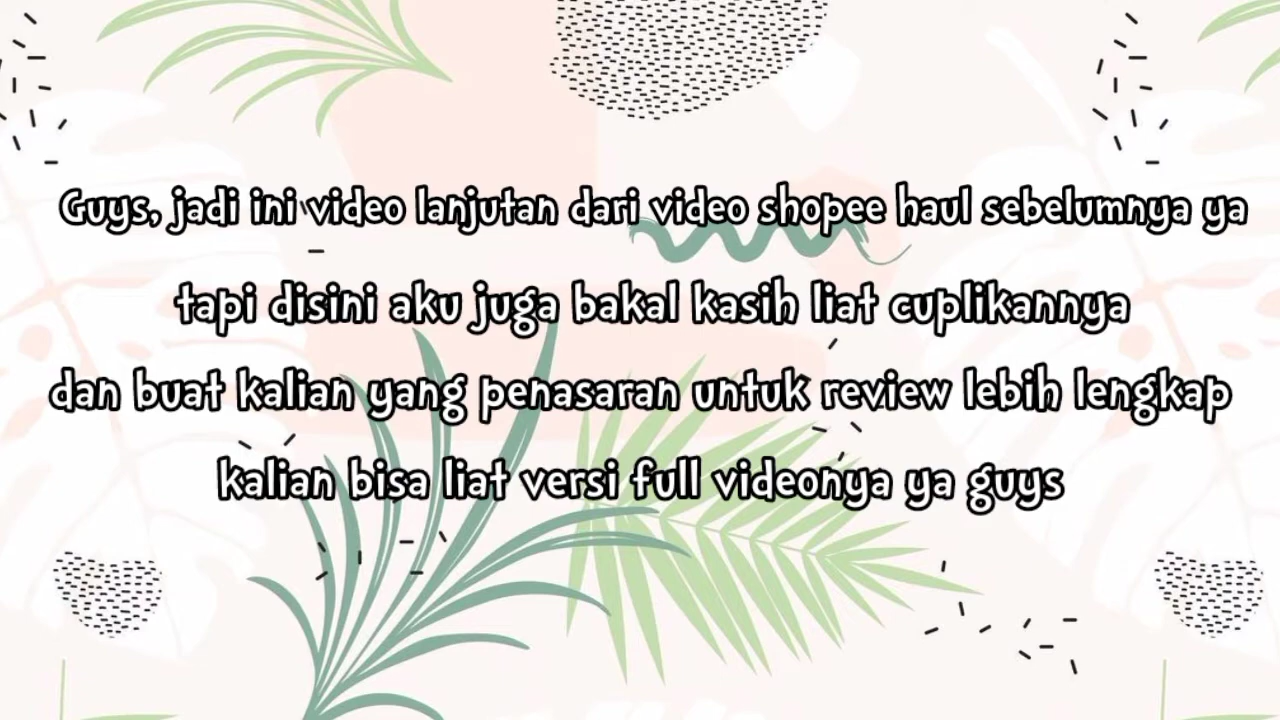 Guys, jadi ini video lanjutan dari video shopee haul sebelumnya ya
tapi disini aku juga bakal kasih liat cuplikannya
dan buat kalian yang penasaran untuk review lebih lengkap
kalian bisa liat versi full videonya ya guys